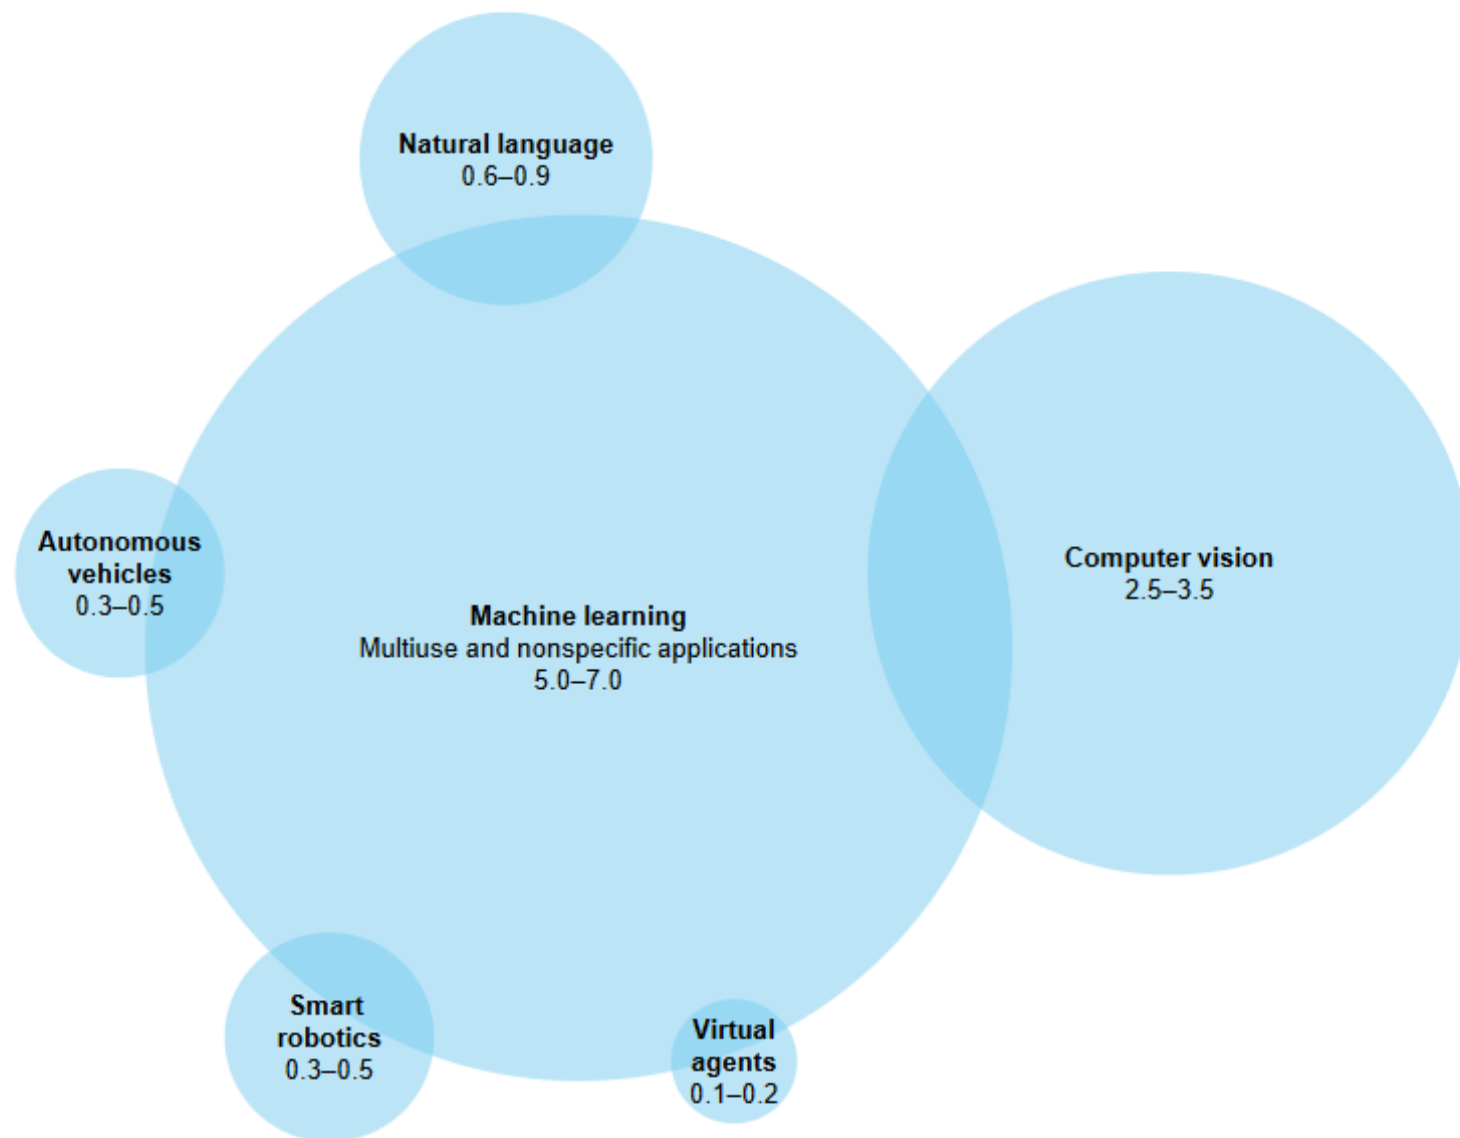 Natural language
0.6–0.9
Autonomous
vehicles
0.3–0.5
Machine learning
Multiuse and nonspecific applications
5.0–7.0
Computer vision
2.5–3.5
Smart
robotics
0.3–0.5
Virtual
agents
0.1–0.2